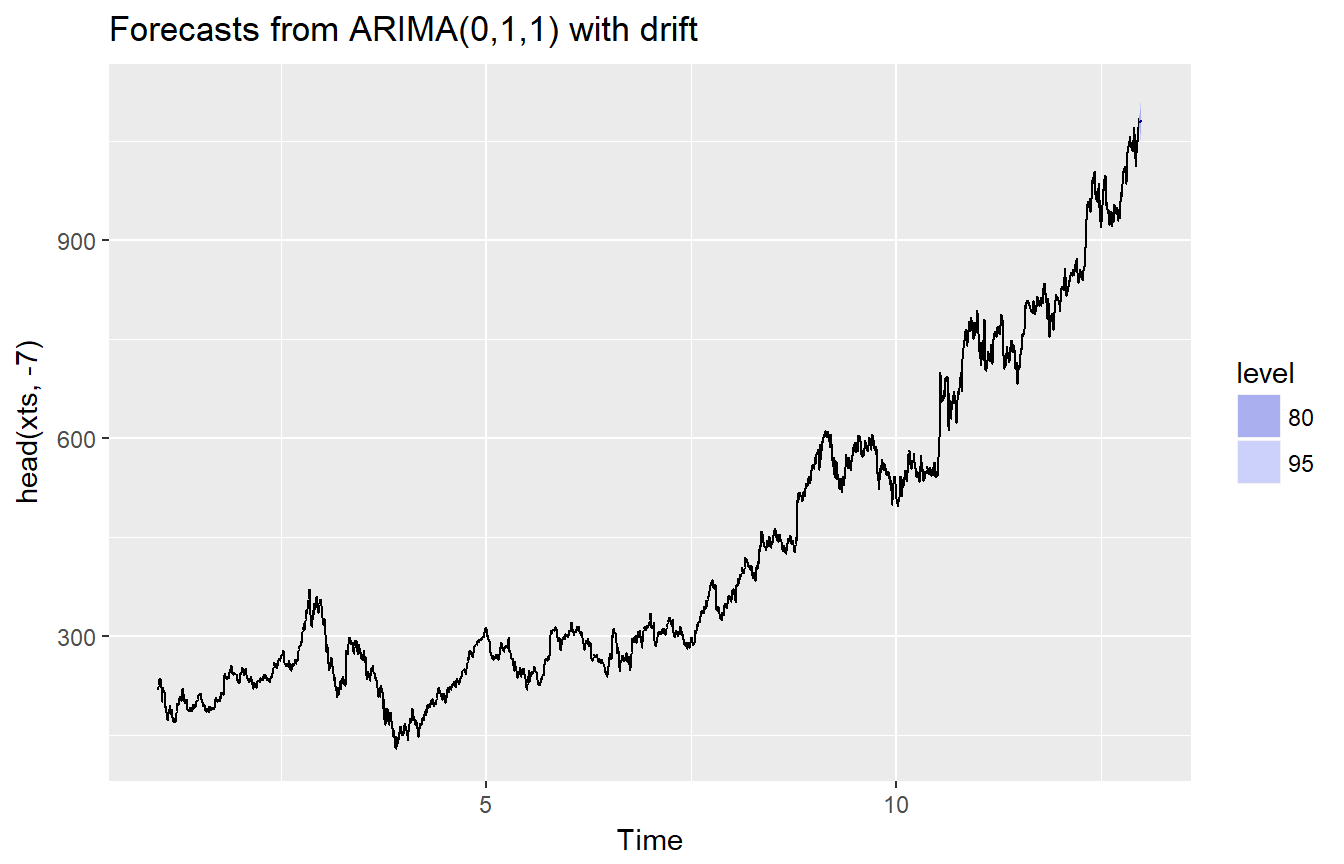 Forecasts from ARIMA(0,1,1) with drift
head(xts, -7)
900
600
300
5
10
Time
level
80
95